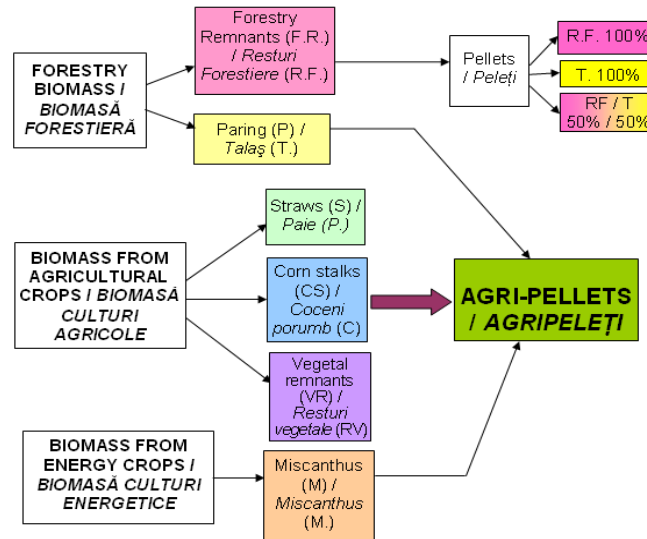 FORESTRY
BIOMASS /
BIOMASĂ
FORESTIERĂ
Forestry
Remnants (F.R.)
/ Resturi
Forestiere (R.F.)
Paring (P) /
Talaş (T.)
Pellets
/ Peleți
R.F. 100%
T. 100%
RF / T
50% / 50%
BIOMASS FROM
AGRICULTURAL
CROPS / BIOMASĂ
CULTURI
AGRICOLE
Straws (S) /
Paie (P.)
Corn stalks
(CS) /
Coceni
porumb (C)
Vegetal
remnants
(VR) /
Resturi
vegetale (RV)
AGRI-PELLETS
/ AGRIPELEȚI
BIOMASS FROM
ENERGY CROPS /
BIOMASĂ CULTURI
ENERGETICE
Miscanthus
(M) /
Miscanthus
(M.)